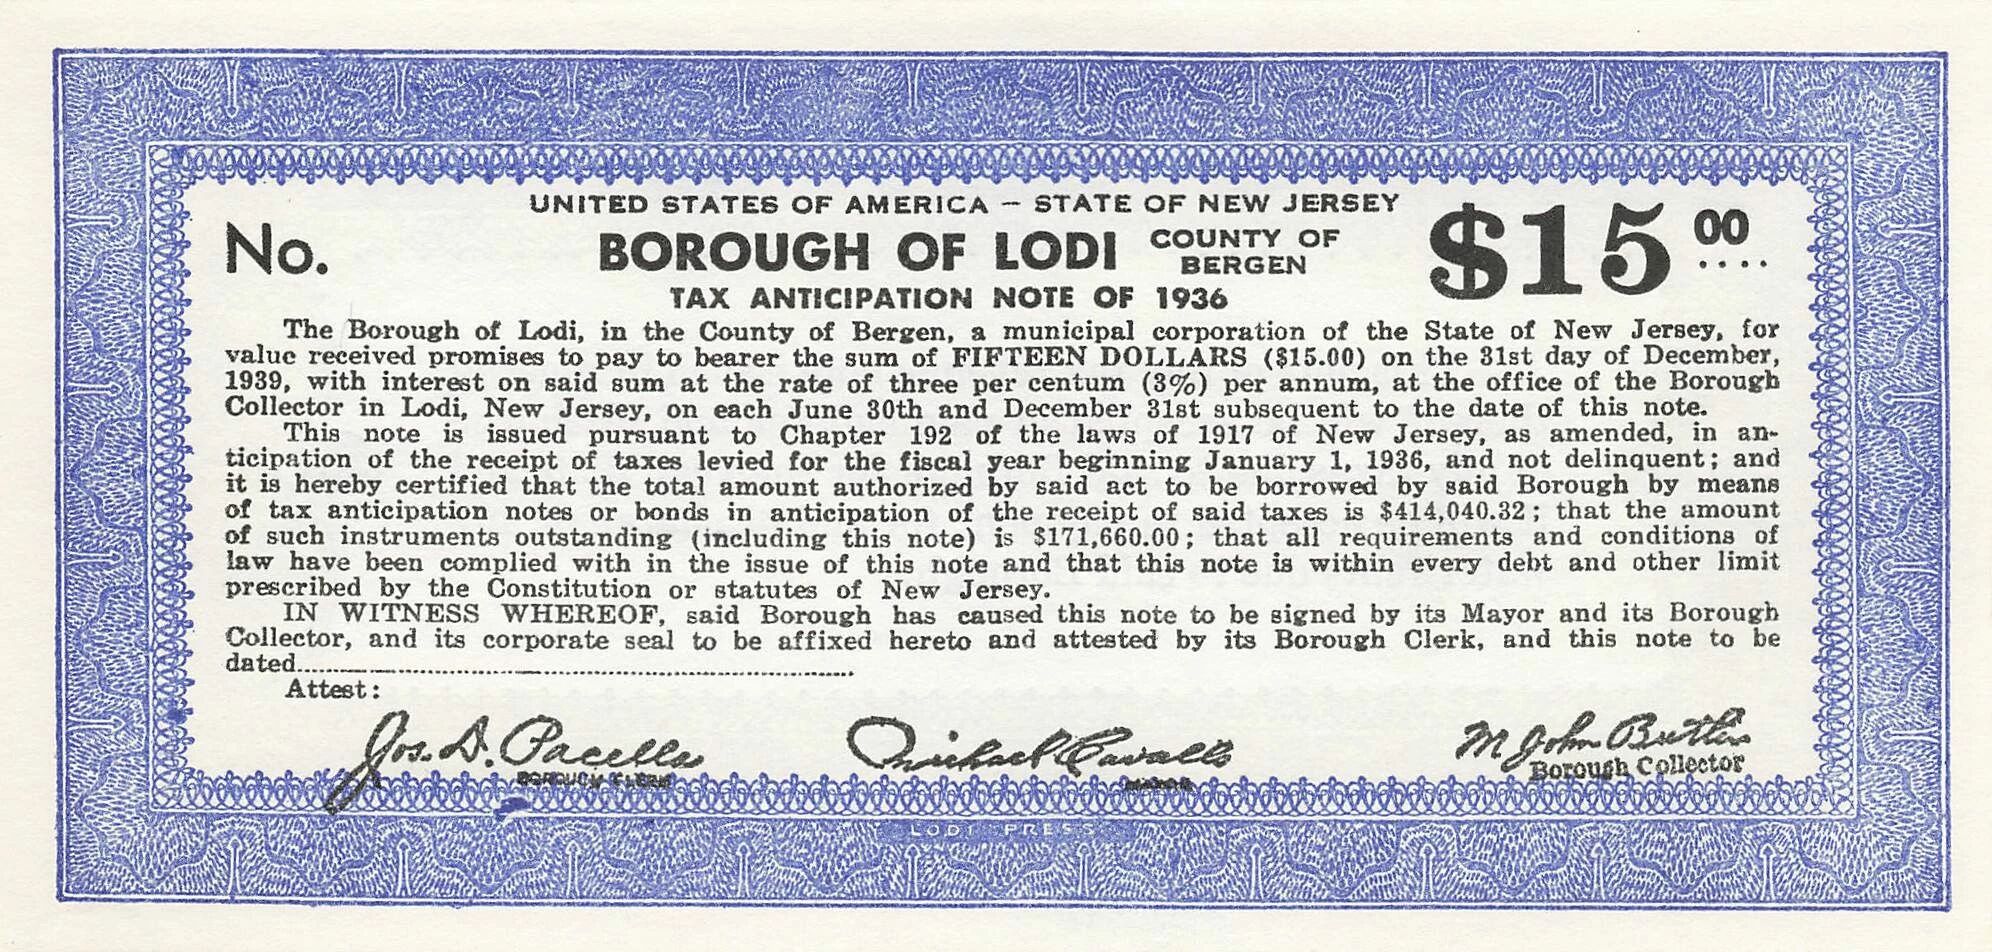 UNITED STATES OF AMERICA – STATE OF NEW JERSEY
No.
BOROUGH OF LODI COUNTY OF BERGEN
$15 00
TAX ANTICIPATION NOTE OF 1936
The Borough of Lodi, in the County of Bergen, a municipal corporation of the State of New Jersey, for
value received promises to pay to bearer the sum of FIFTEEN DOLLARS ($15.00) on the 31st day of December,
1939, with interest on said sum at the rate of three per centum (3%) per annum, at the office of the Borough
Collector in Lodi, New Jersey, on each June 30th and December 31st subsequent to the date of this note.
This note is issued pursuant to Chapter 192 of the laws of 1917 of New Jersey, as amended, in an-
ticipation of the receipt of taxes levied for the fiscal year beginning January 1, 1936, and not delinquent; and
it is hereby certified that the total amount authorized by said act to be borrowed by said Borough by means
of tax anticipation notes or bonds in anticipation of the receipt of said taxes is $414,040.32; that the amount
of such instruments outstanding (including this note) is $171,660.00; that all requirements and conditions of
law have been complied with in the issue of this note and that this note is within every debt and other limit
prescribed by the Constitution or statutes of New Jersey.
IN WITNESS WHEREOF, said Borough has caused this note to be signed by its Mayor and its Borough
Collector, and its corporate seal to be affixed hereto and attested by its Borough Clerk, and this note to be
dated
Attest:
Jos. D. Pacella
Michael Cavallo
M John Butler
BOROUGH CLERK
MAYOR
Borough Collector
LODI PRESS